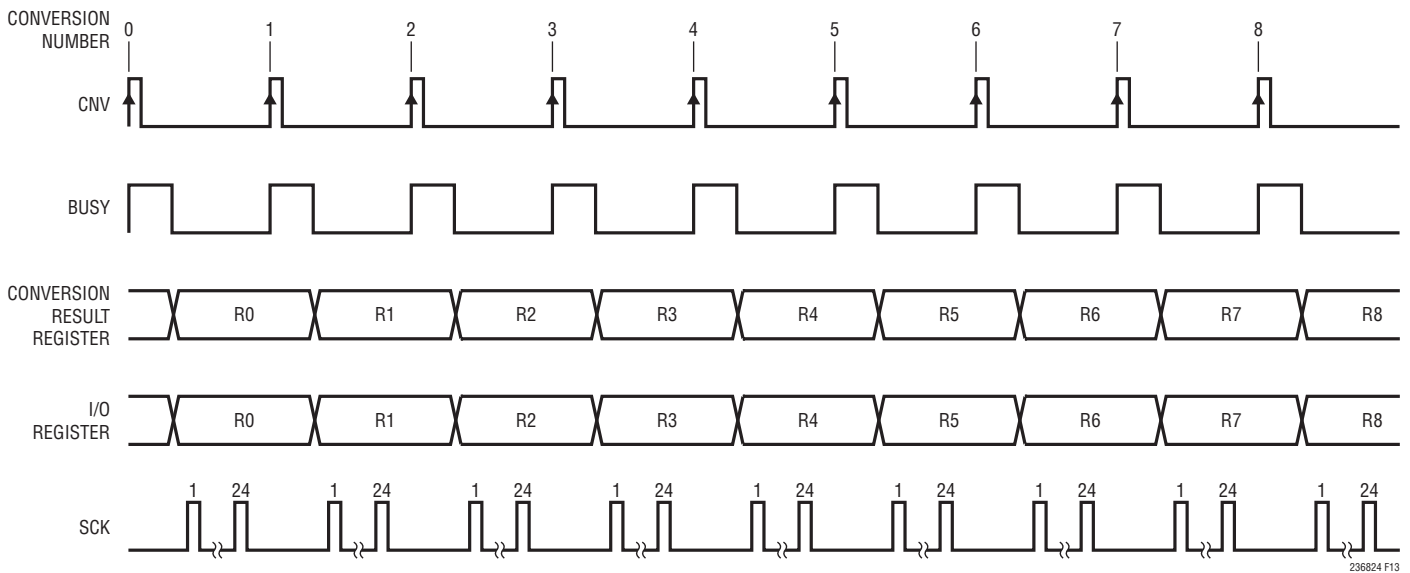 CONVERSION
NUMBER
0 1 2 3 4 5 6 7 8
CNV
BUSY
CONVERSION
RESULT
REGISTER
R0 R1 R2 R3 R4 R5 R6 R7 R8
I/O
REGISTER
R0 R1 R2 R3 R4 R5 R6 R7 R8
1 24 1 24 1 24 1 24 1 24 1 24 1 24 1 24 1 24
SCK
236824 F13